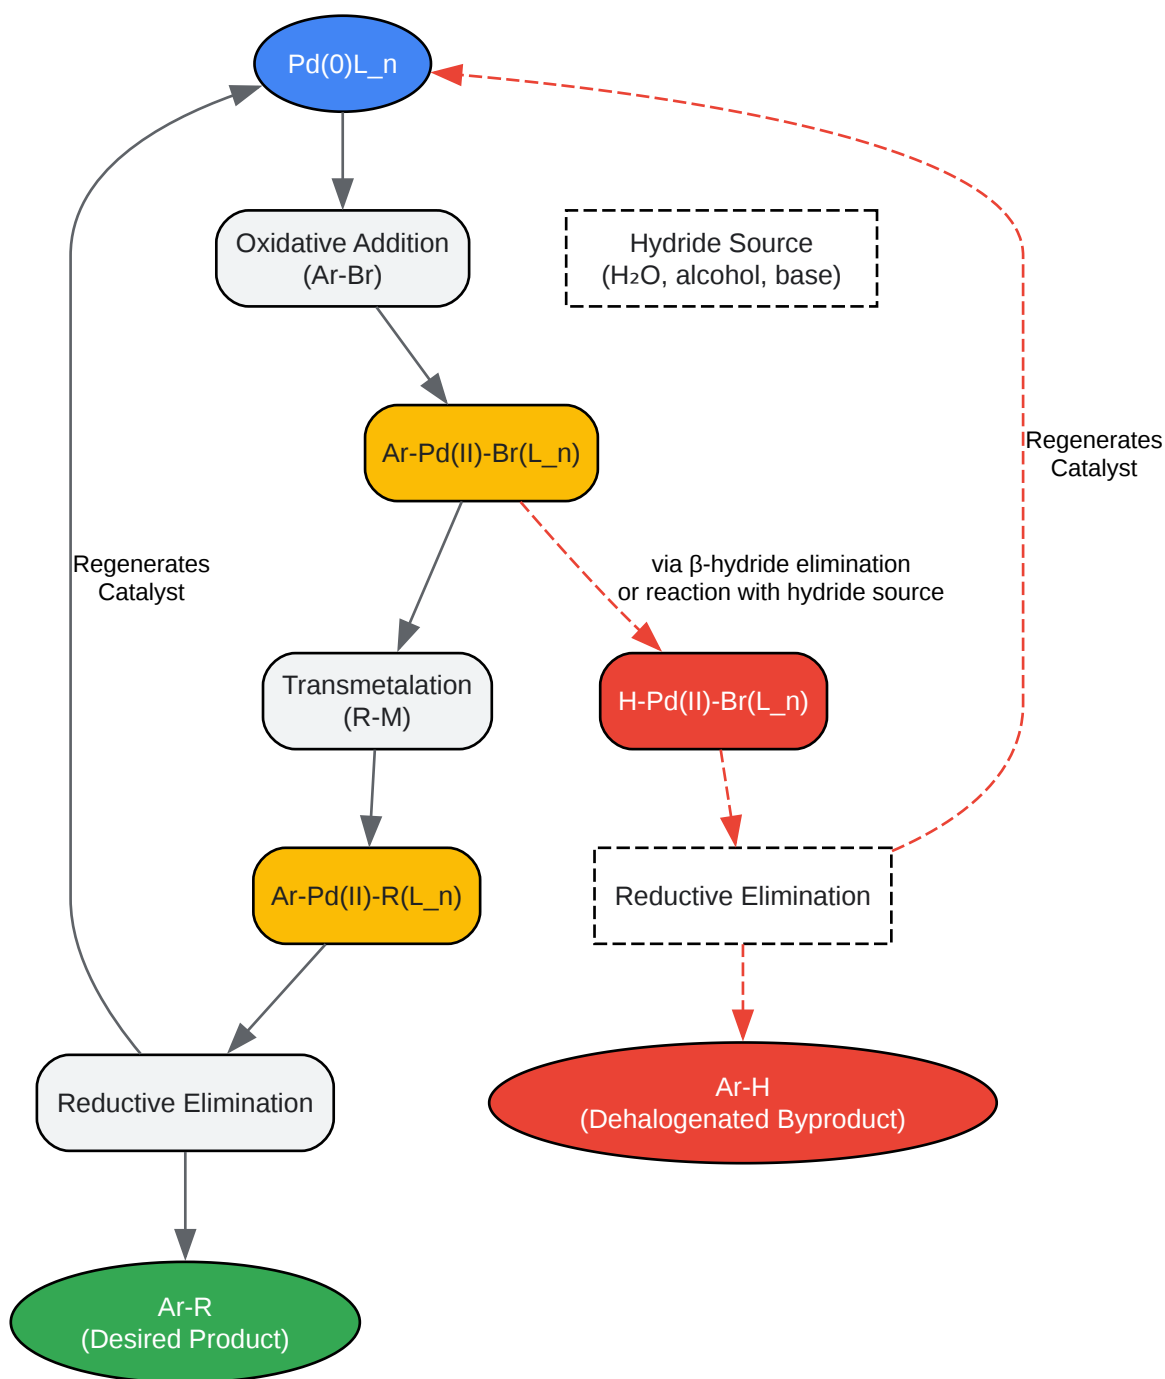 Pd(0)L_n
Oxidative Addition
(Ar-Br)
Hydride Source
(H₂O, alcohol, base)
Ar-Pd(II)-Br(L_n)
Regenerates
Catalyst
Regenerates
Catalyst
via β-hydride elimination
or reaction with hydride source
Transmetalation
(R-M)
H-Pd(II)-Br(L_n)
Ar-Pd(II)-R(L_n)
Reductive Elimination
Reductive Elimination
Ar-H
(Dehalogenated Byproduct)
Ar-R
(Desired Product)